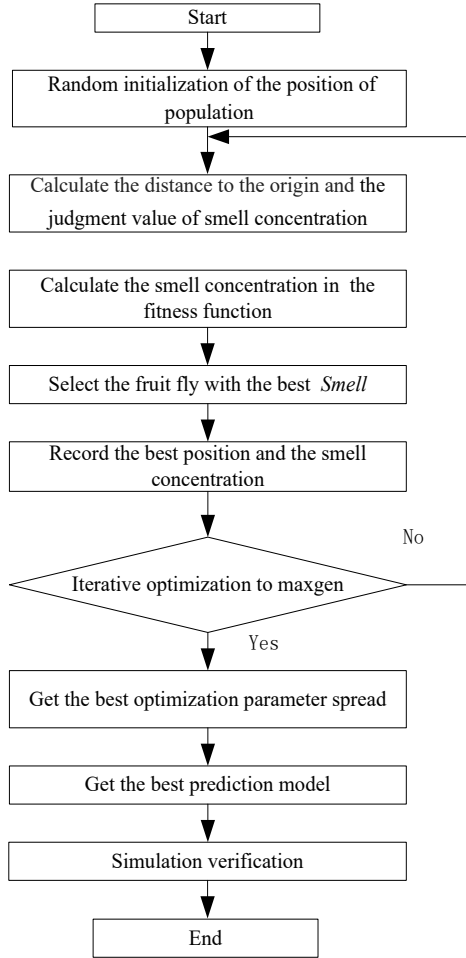 Start
Random initialization of the position of
population
Calculate the distance to the origin and the
judgment value of smell concentration
Calculate the smell concentration in the
fitness function
Select the fruit fly with the best Smell
Record the best position and the smell
concentration
No
Iterative optimization to maxgen
Yes
Get the best optimization parameter spread
Get the best prediction model
Simulation verification
End